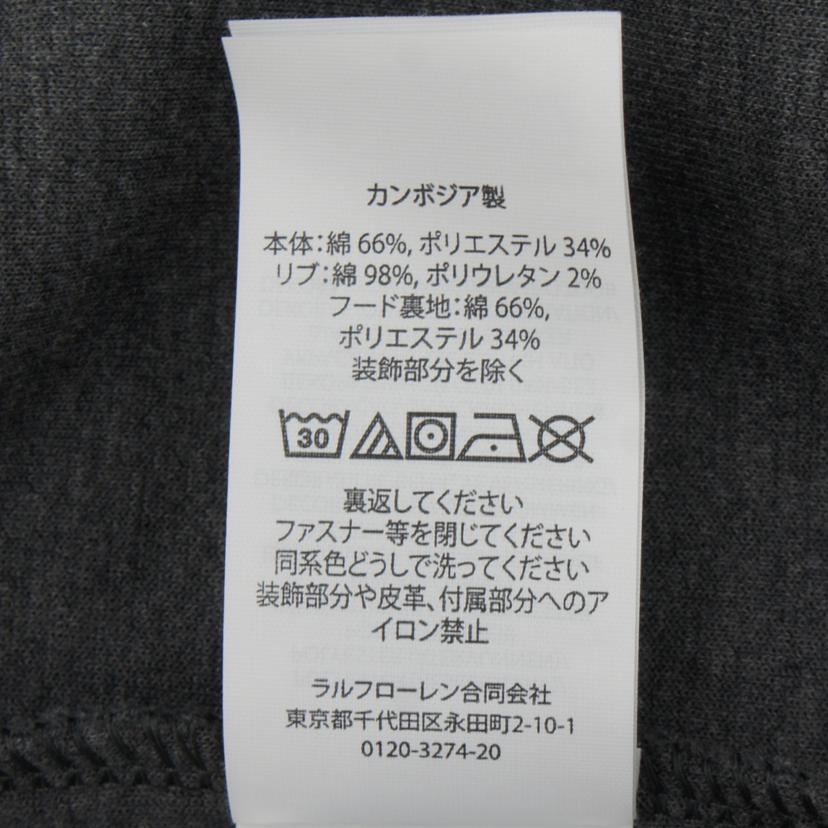 カンボジア製
本体：綿 66%, ポリエステル 34%
リブ：綿 98%, ポリウレタン 2%
フード裏地：綿 66%,
ポリエステル 34%
装飾部分を除く
30
裏返してください
ファスナー等を閉じてください
同系色どうしで洗ってください
装飾部分や皮革、付属部分へのア
イロン禁止
ラルフローレン合同会社
東京都千代田区永田町2-10-1
0120-3274-20